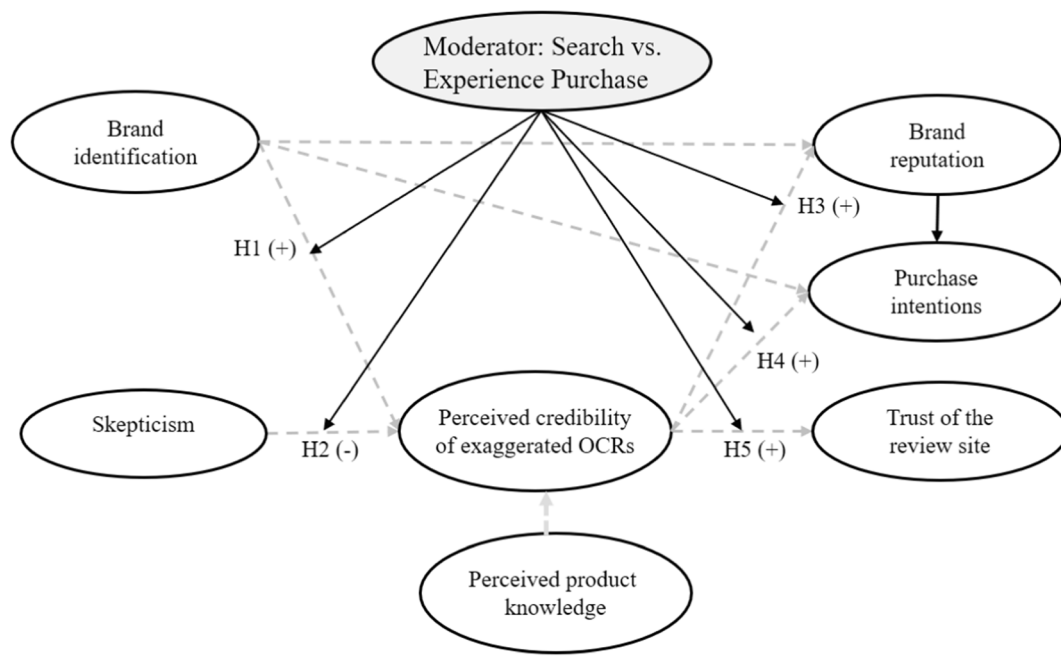 Moderator: Search vs.
Experience Purchase
Brand
identification
Brand
reputation
H3 (+)
H1 (+)
Purchase
intentions
H4 (+)
Skepticism
H2 (-)
Perceived credibility
of exaggerated OCRs
H5 (+)
Trust of the
review site
Perceived product
knowledge